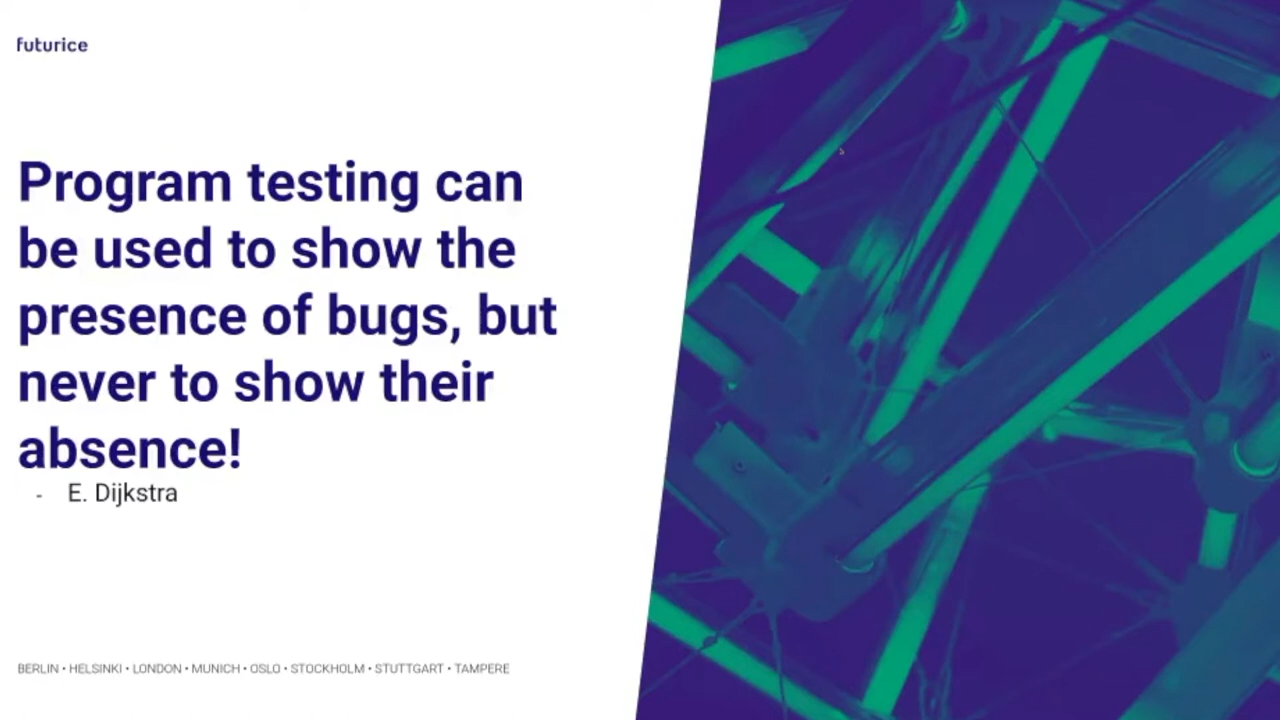 futurice
Program testing can
be used to show the
presence of bugs, but
never to show their
absence!
- E. Dijkstra
BERLIN • HELSINKI • LONDON • MUNICH • OSLO • STOCKHOLM • STUTTGART • TAMPERE